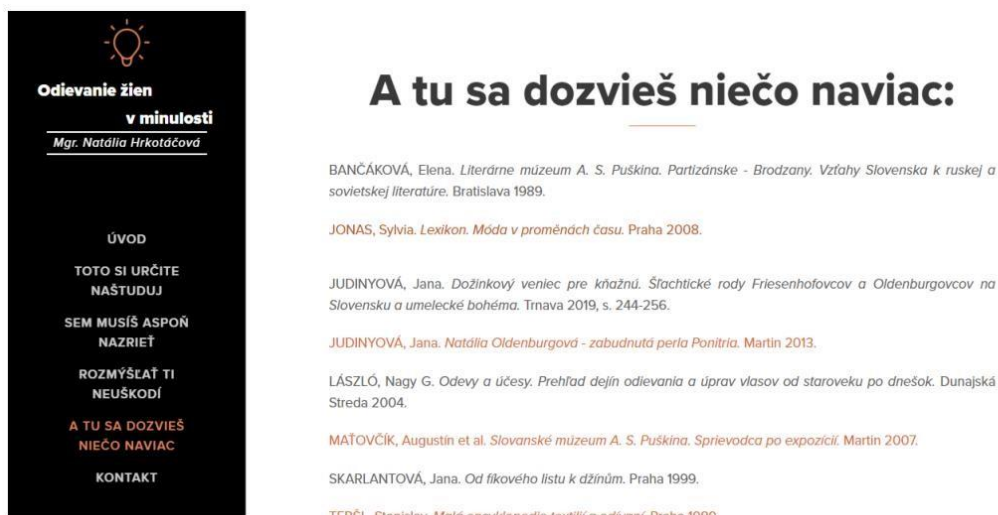 Odievanie žien
v minulosti
Mgr. Natália Hrkotáčová
ÚVOD
TOTO SI URČITE
NAŠTUDUJ
SEM MUSÍŠ ASPOŇ
NAZRIEŤ
ROZMÝŠĽAŤ TI
NEUŠKODÍ
A TU SA DOZVIEŠ
NIEČO NAVIAC
KONTAKT
A tu sa dozvieš niečo naviac:
BANČÁKOVÁ, Elena. Literárne múzeum A. S. Puškina. Partizánske - Brodzany. Vzťahy Slovenska k ruskej a
sovietskej literatúre. Bratislava 1989.
JONAS, Sylvia. Lexikon. Móda v proměnách času. Praha 2008.
JUDINYOVÁ, Jana. Dožinkový veniec pre kňažnú. Šľachtické rody Friesenhofovcov a Oldenburgovcov na
Slovensku a umelecké bohéma. Trnava 2019, s. 244-256.
JUDINYOVÁ, Jana. Natália Oldenburgová - zabudnutá perla Ponitria. Martin 2013.
LÁSZLÓ, Nagy G. Odevy a účesy. Prehľad dejín odievania a úprav vlasov od staroveku po dnešok. Dunajská
Streda 2004.
MAŤOVČÍK, Augustín et al. Slovanské múzeum A. S. Puškina. Sprievodca po expozícií. Martin 2007.
SKARLANTOVÁ, Jana. Od fíkového listu k džínům. Praha 1999.